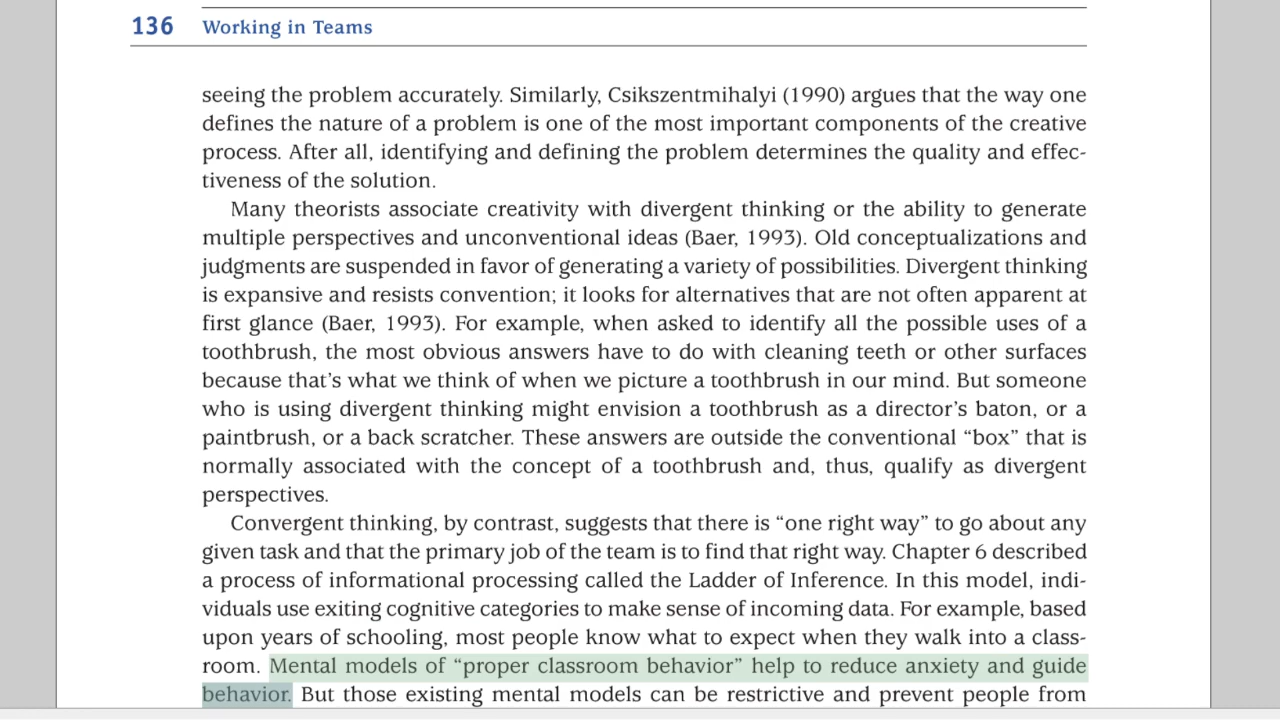 136 Working in Teams
seeing the problem accurately. Similarly, Csikszentmihalyi (1990) argues that the way one
defines the nature of a problem is one of the most important components of the creative
process. After all, identifying and defining the problem determines the quality and effec-
tiveness of the solution.
Many theorists associate creativity with divergent thinking or the ability to generate
multiple perspectives and unconventional ideas (Baer, 1993). Old conceptualizations and
judgments are suspended in favor of generating a variety of possibilities. Divergent thinking
is expansive and resists convention; it looks for alternatives that are not often apparent at
first glance (Baer, 1993). For example, when asked to identify all the possible uses of a
toothbrush, the most obvious answers have to do with cleaning teeth or other surfaces
because that’s what we think of when we picture a toothbrush in our mind. But someone
who is using divergent thinking might envision a toothbrush as a director’s baton, or a
paintbrush, or a back scratcher. These answers are outside the conventional “box” that is
normally associated with the concept of a toothbrush and, thus, qualify as divergent
perspectives.
Convergent thinking, by contrast, suggests that there is “one right way” to go about any
given task and that the primary job of the team is to find that right way. Chapter 6 described
a process of informational processing called the Ladder of Inference. In this model, indi-
viduals use exiting cognitive categories to make sense of incoming data. For example, based
upon years of schooling, most people know what to expect when they walk into a class-
room. Mental models of “proper classroom behavior” help to reduce anxiety and guide
behavior. But those existing mental models can be restrictive and prevent people from